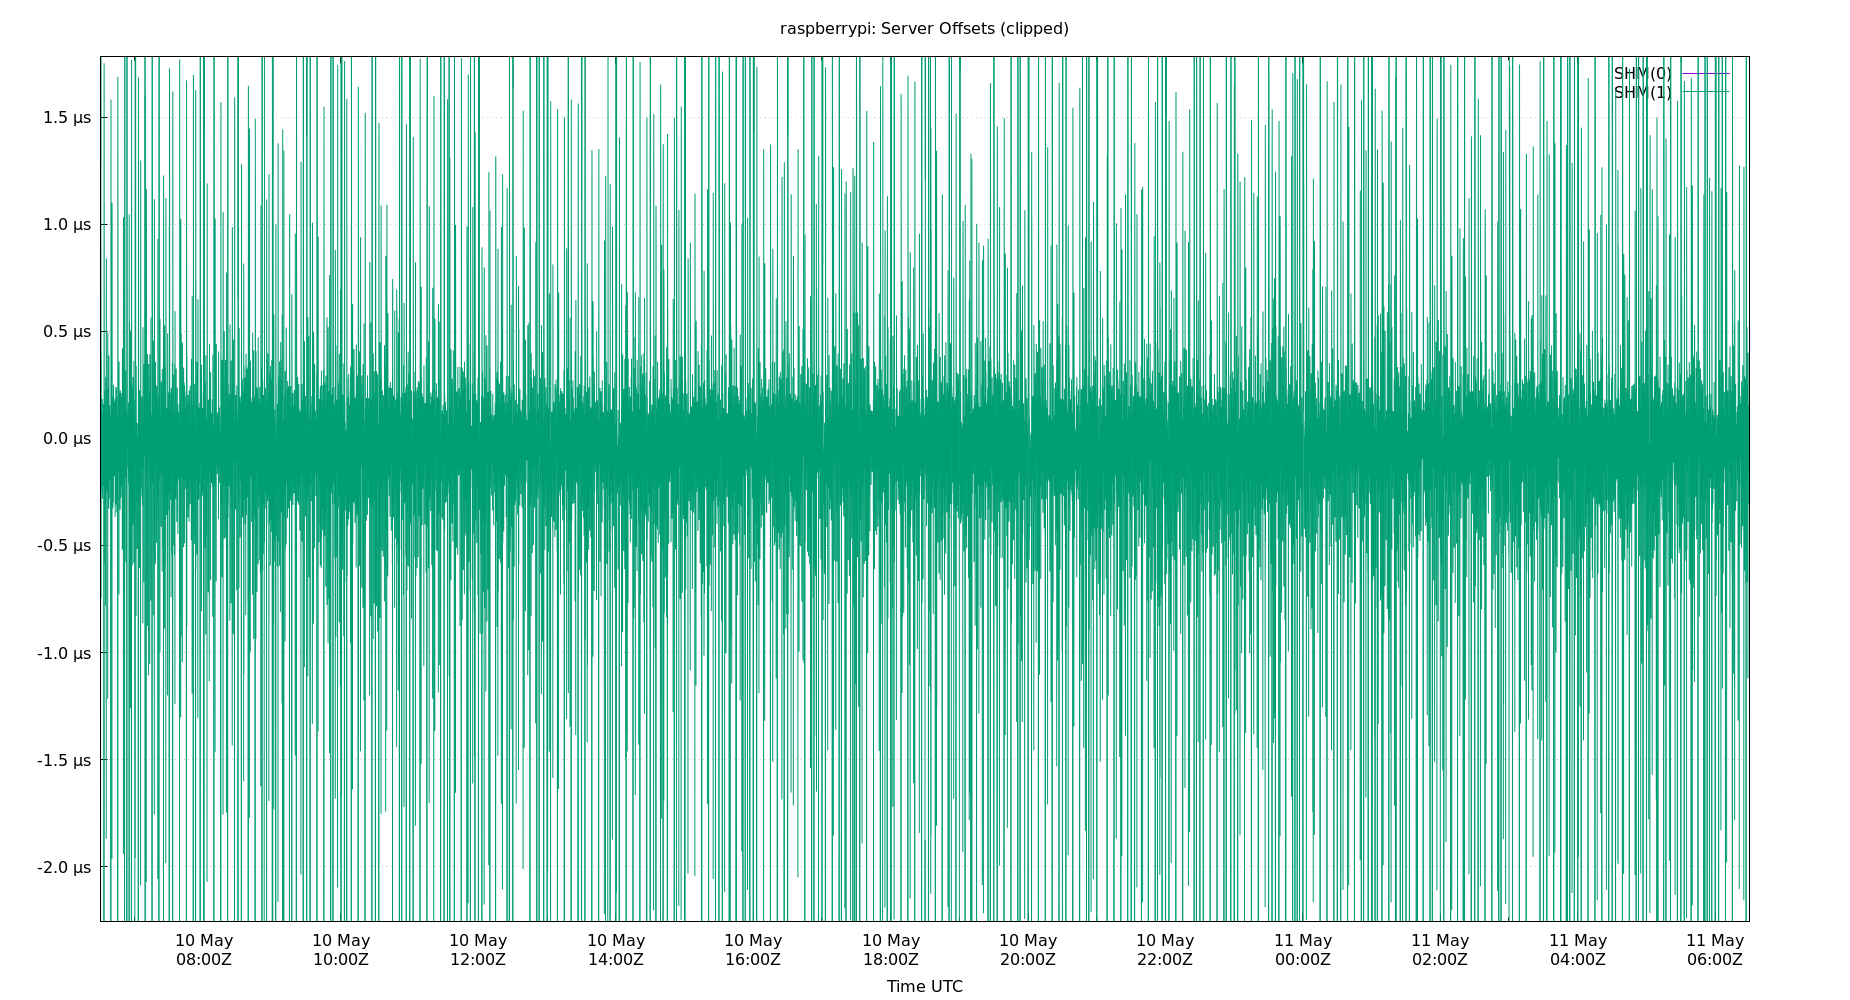 raspberrypi: Server Offsets (clipped)
SHM(0)
SHM(1)
1.5 µs
1.0 µs
0.5 µs
0.0 µs
-0.5 µs
-1.0 µs
-1.5 µs
-2.0 µs
10 May 10 May 10 May 10 May 10 May 10 May 10 May 10 May 11 May 11 May 11 May 11 May
08:00Z 10:00Z 12:00Z 14:00Z 16:00Z 18:00Z 20:00Z 22:00Z 00:00Z 02:00Z 04:00Z 06:00Z
Time UTC